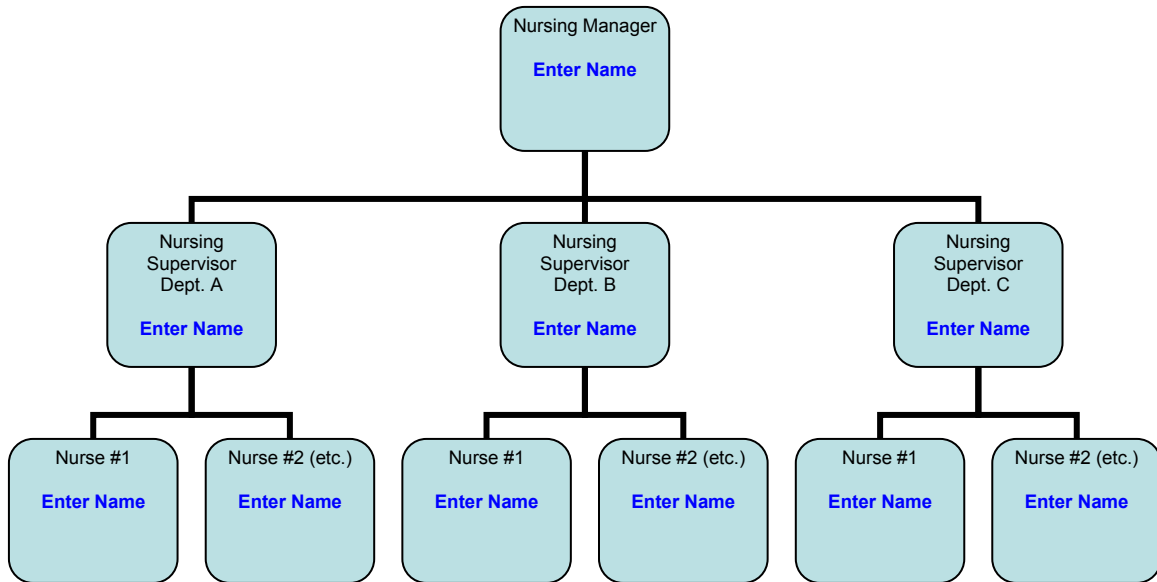 Nursing Manager
Enter Name
Nursing
Supervisor
Dept. A
Enter Name
Nursing
Supervisor
Dept. B
Enter Name
Nursing
Supervisor
Dept. C
Enter Name
Nurse #1
Enter Name
Nurse #2 (etc.)
Enter Name
Nurse #1
Enter Name
Nurse #2 (etc.)
Enter Name
Nurse #1
Enter Name
Nurse #2 (etc.)
Enter Name